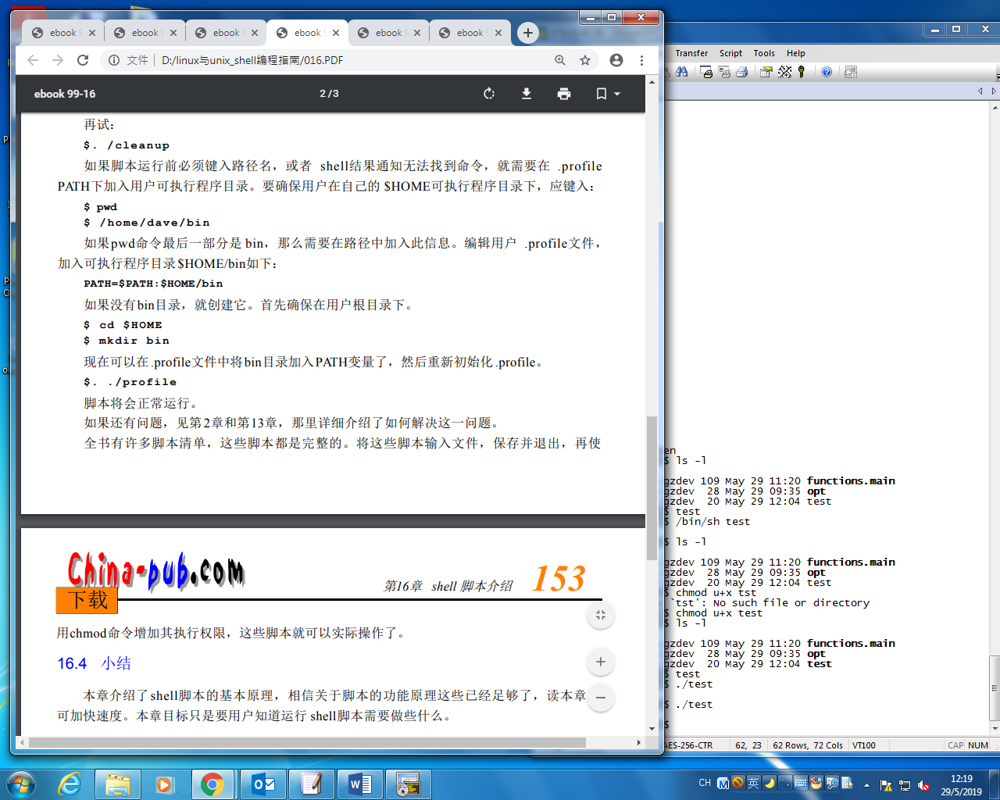 ebook 9
ebook 9
ebook 9
ebook 9
ebook 9
ebook 9
文件 | D:/linux与unix_shell编程指南/016.PDF
ebook 99-16
2 / 3
再试：
$. /cleanup
如果脚本运行前必须键入路径名，或者 shell结果通知无法找到命令，就需要在 .profile
PATH下加入用户可执行程序目录。要确保用户在自己的 $HOME可执行程序目录下，应键入：
$ pwd
$ /home/dave/bin
如果pwd命令最后一部分是 bin，那么需要在路径中加入此信息。编辑用户 .profile文件，
加入可执行程序目录$HOME/bin如下：
PATH=$PATH:$HOME/bin
如果没有bin目录，就创建它。首先确保在用户根目录下。
$ cd $HOME
$ mkdir bin
现在可以在.profile文件中将bin目录加入PATH变量了，然后重新初始化.profile。
$. ./profile
脚本将会正常运行。
如果还有问题，见第2章和第13章，那里详细介绍了如何解决这一问题。
全书有许多脚本清单，这些脚本都是完整的。将这些脚本输入文件，保存并退出，再使
China-pub.com
下载
第16章 shell 脚本介绍 153
用chmod命令增加其执行权限，这些脚本就可以实际操作了。
16.4 小结
本章介绍了shell脚本的基本原理，相信关于脚本的功能原理这些已经足够了，读本章
可加快速度。本章目标只是要用户知道运行 shell脚本需要做些什么。
Transfer Script Tools Help
en
$ ls -l
gzdev 109 May 29 11:20 functions.main
gzdev 28 May 29 09:35 opt
gzdev 20 May 29 12:04 test
$ test
$ /bin/sh test
$ ls -l
gzdev 109 May 29 11:20 functions.main
gzdev 28 May 29 09:35 opt
gzdev 20 May 29 12:04 test
$ chmod u+x tst
`tst': No such file or directory
$ chmod u+x test
$ ls -l
gzdev 109 May 29 11:20 functions.main
gzdev 28 May 29 09:35 opt
gzdev 20 May 29 12:04 test
$ test
$ ./test
$ ./test
$
AES-256-CTR 62, 23 62 Rows, 72 Cols VT100 CAP NUM
CH 英
12:19
29/5/2019